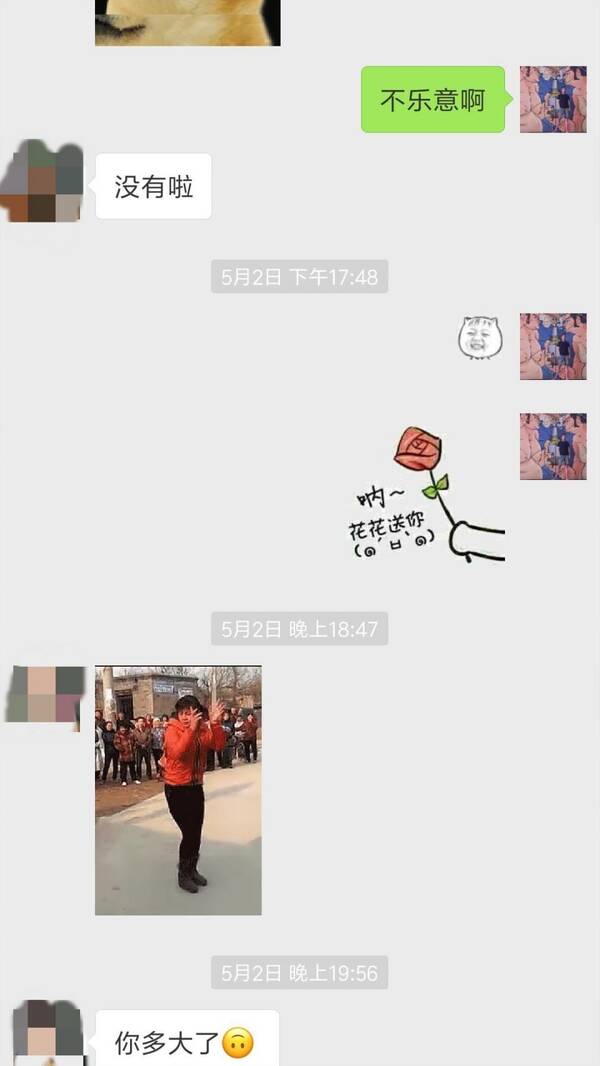 不乐意啊
没有啦
5月2日 下午17:48
呐~
花花送你
5月2日 晚上18:47
5月2日 晚上19:56
你多大了🙃